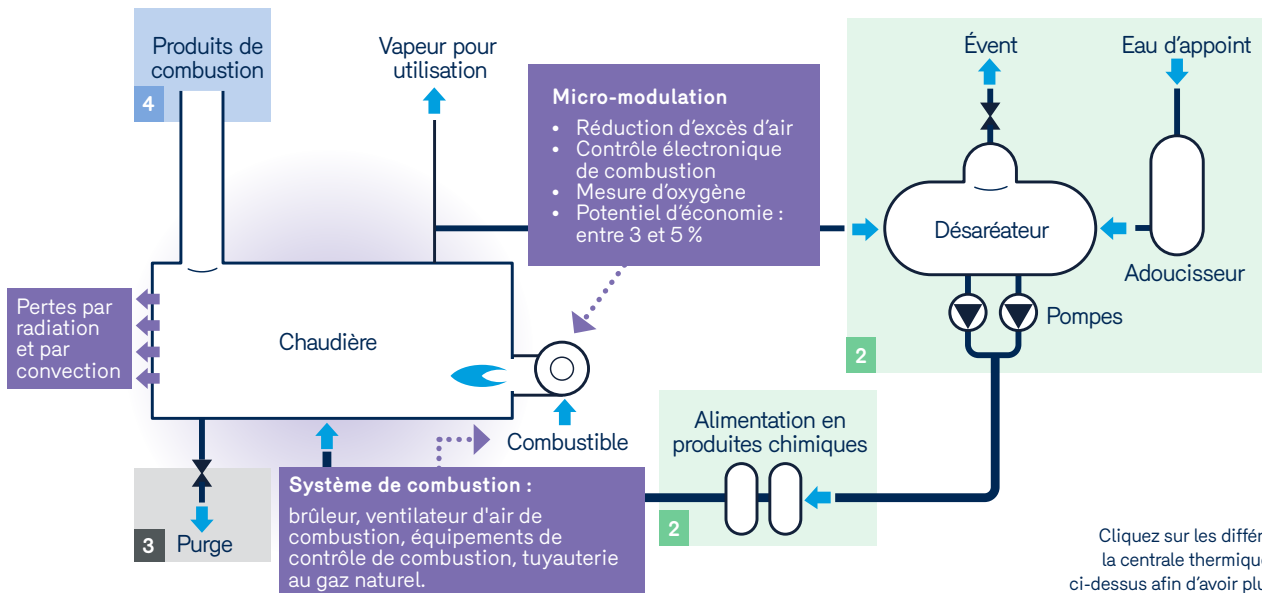 Produits de
combustion
4
Vapeur pour
utilisation
Micro-modulation
• Réduction d'excès d'air
• Contrôle électronique
de combustion
• Mesure d'oxygène
• Potentiel d'économie :
entre 3 et 5 %
Évent
Eau d'appoint
Désaréateur
Adoucisseur
Pompes
2
Pertes par
radiation
et par
convection
Chaudière
Combustible
Alimentation en
produites chimiques
2
Système de combustion :
brûleur, ventilateur d'air de
combustion, équipements de
contrôle de combustion, tuyauterie
au gaz naturel.
3
Purge
Cliquez sur les différ
la centrale thermique
ci-dessus afin d'avoir plu